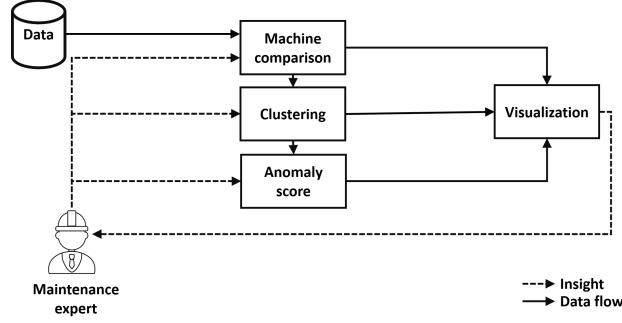 Data
Machine
comparison
Clustering
Visualization
Anomaly
score
Maintenance
expert
Insight
Data flow